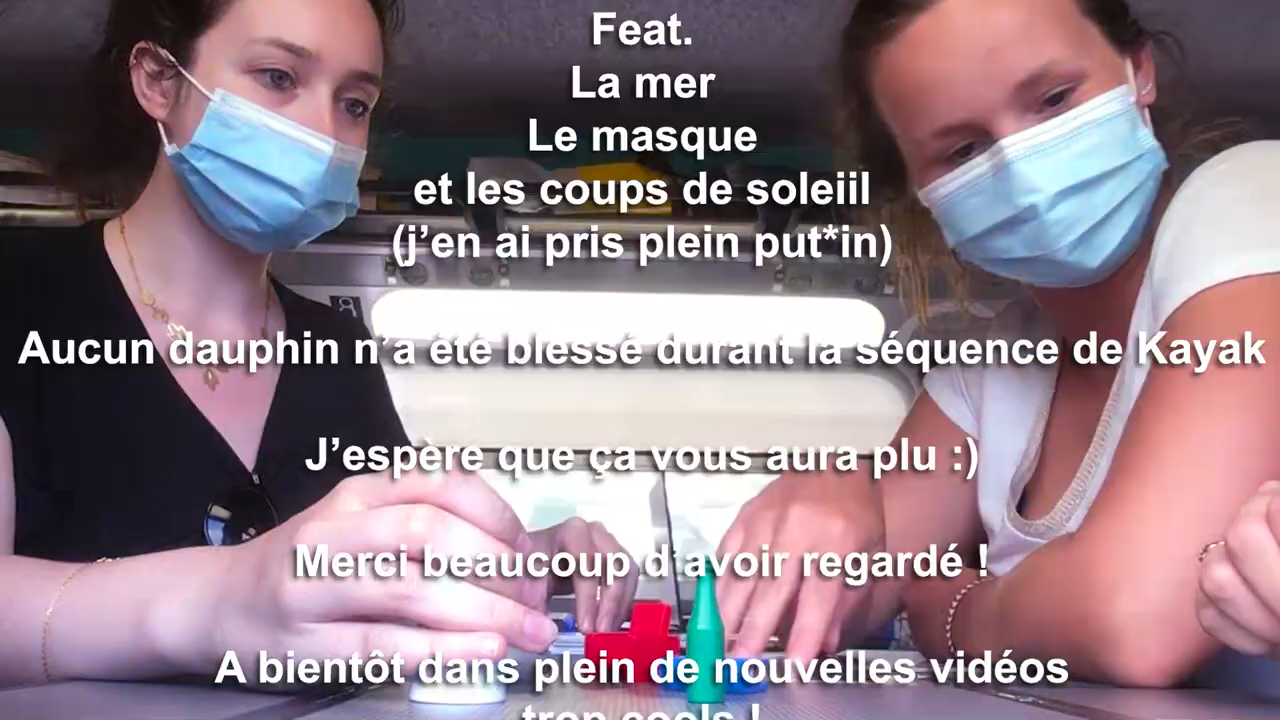 Feat.
La mer
Le masque
et les coups de soleiil
(j’en ai pris plein put*in)
Aucun dauphin n’a été blessé durant la séquence de Kayak
J’espère que ça vous aura plu :)
Merci beaucoup d’avoir regardé !
A bientôt dans plein de nouvelles vidéos
trop cools !